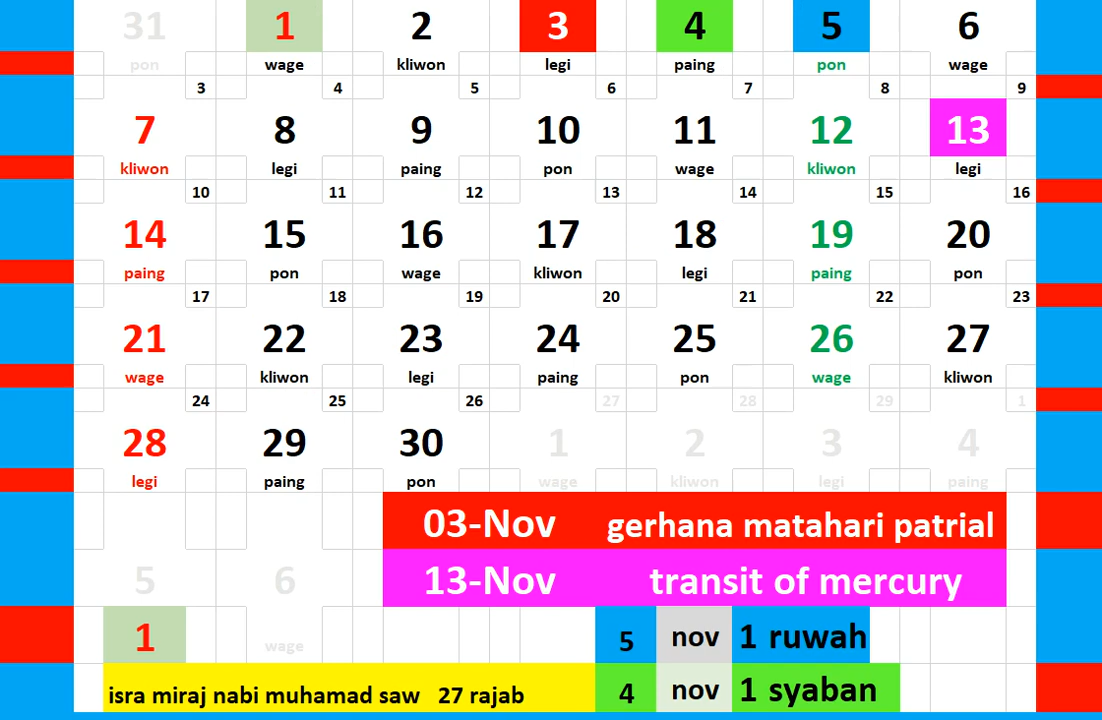 31 1 2 3 4 5 6
pon wage kliwon legi paing pon wage
3 4 5 6 7 8 9
7 8 9 10 11 12 13
kliwon legi paing pon wage kliwon legi
10 11 12 13 14 15 16
14 15 16 17 18 19 20
paing pon wage kliwon legi paing pon
17 18 19 20 21 22 23
21 22 23 24 25 26 27
wage kliwon legi paing pon wage kliwon
24 25 26 27 28 29 1
28 29 30 1 2 3 4
legi paing pon wage kliwon legi paing
03-Nov gerhana matahari patrial
5 6 13-Nov transit of mercury
1 wage 5 nov 1 ruwah
isra miraj nabi muhamad saw 27 rajab 4 nov 1 syaban